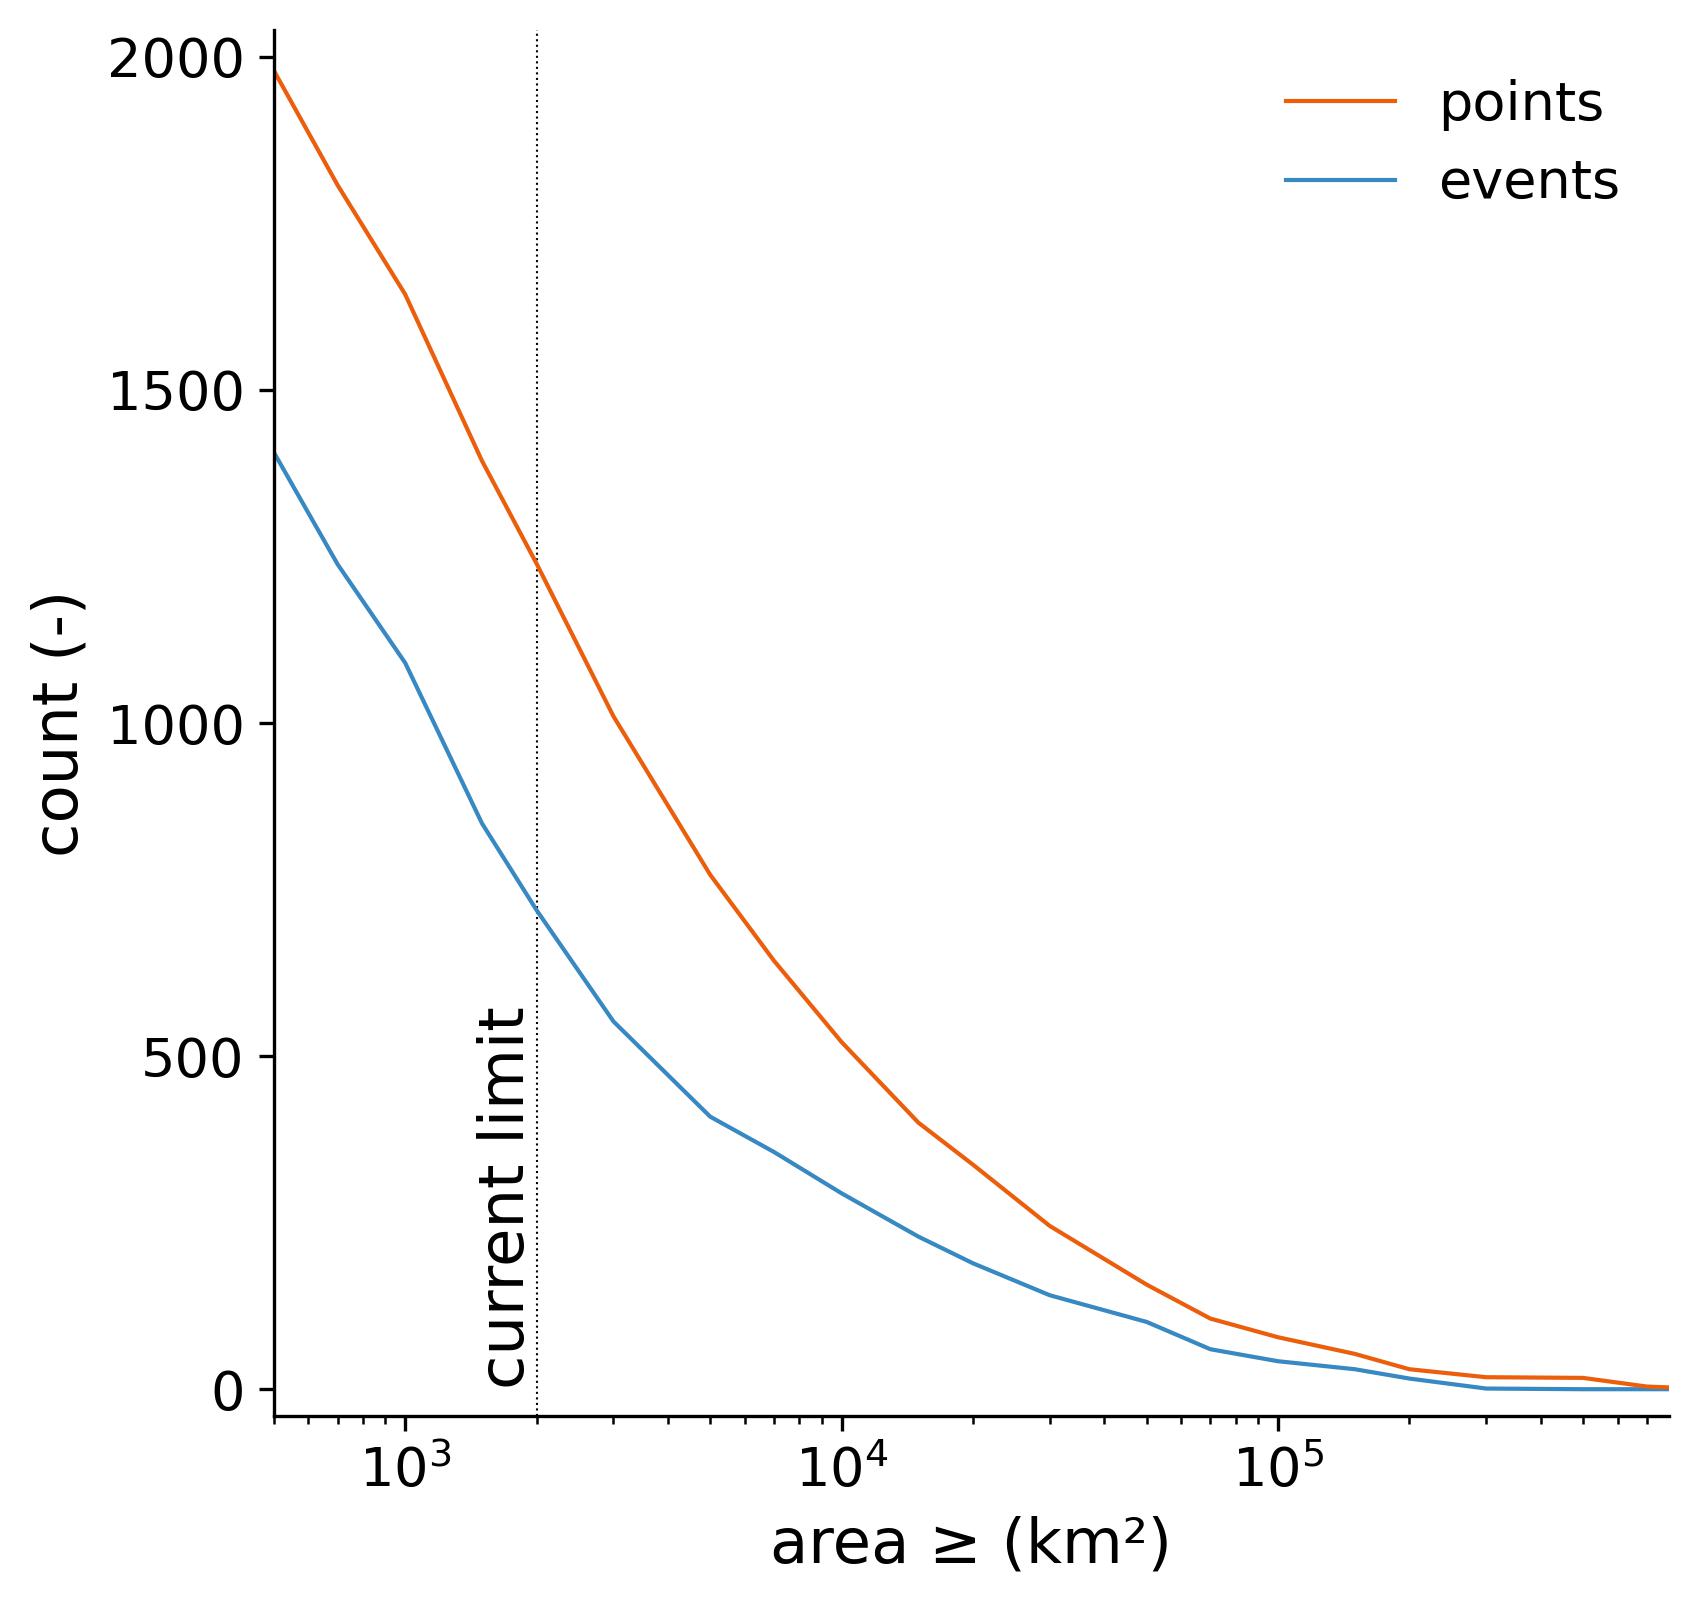 2000
1500
1000
500
0
count (-)
points
events
current limit
10³
10⁴
10⁵
area ≥ (km²)